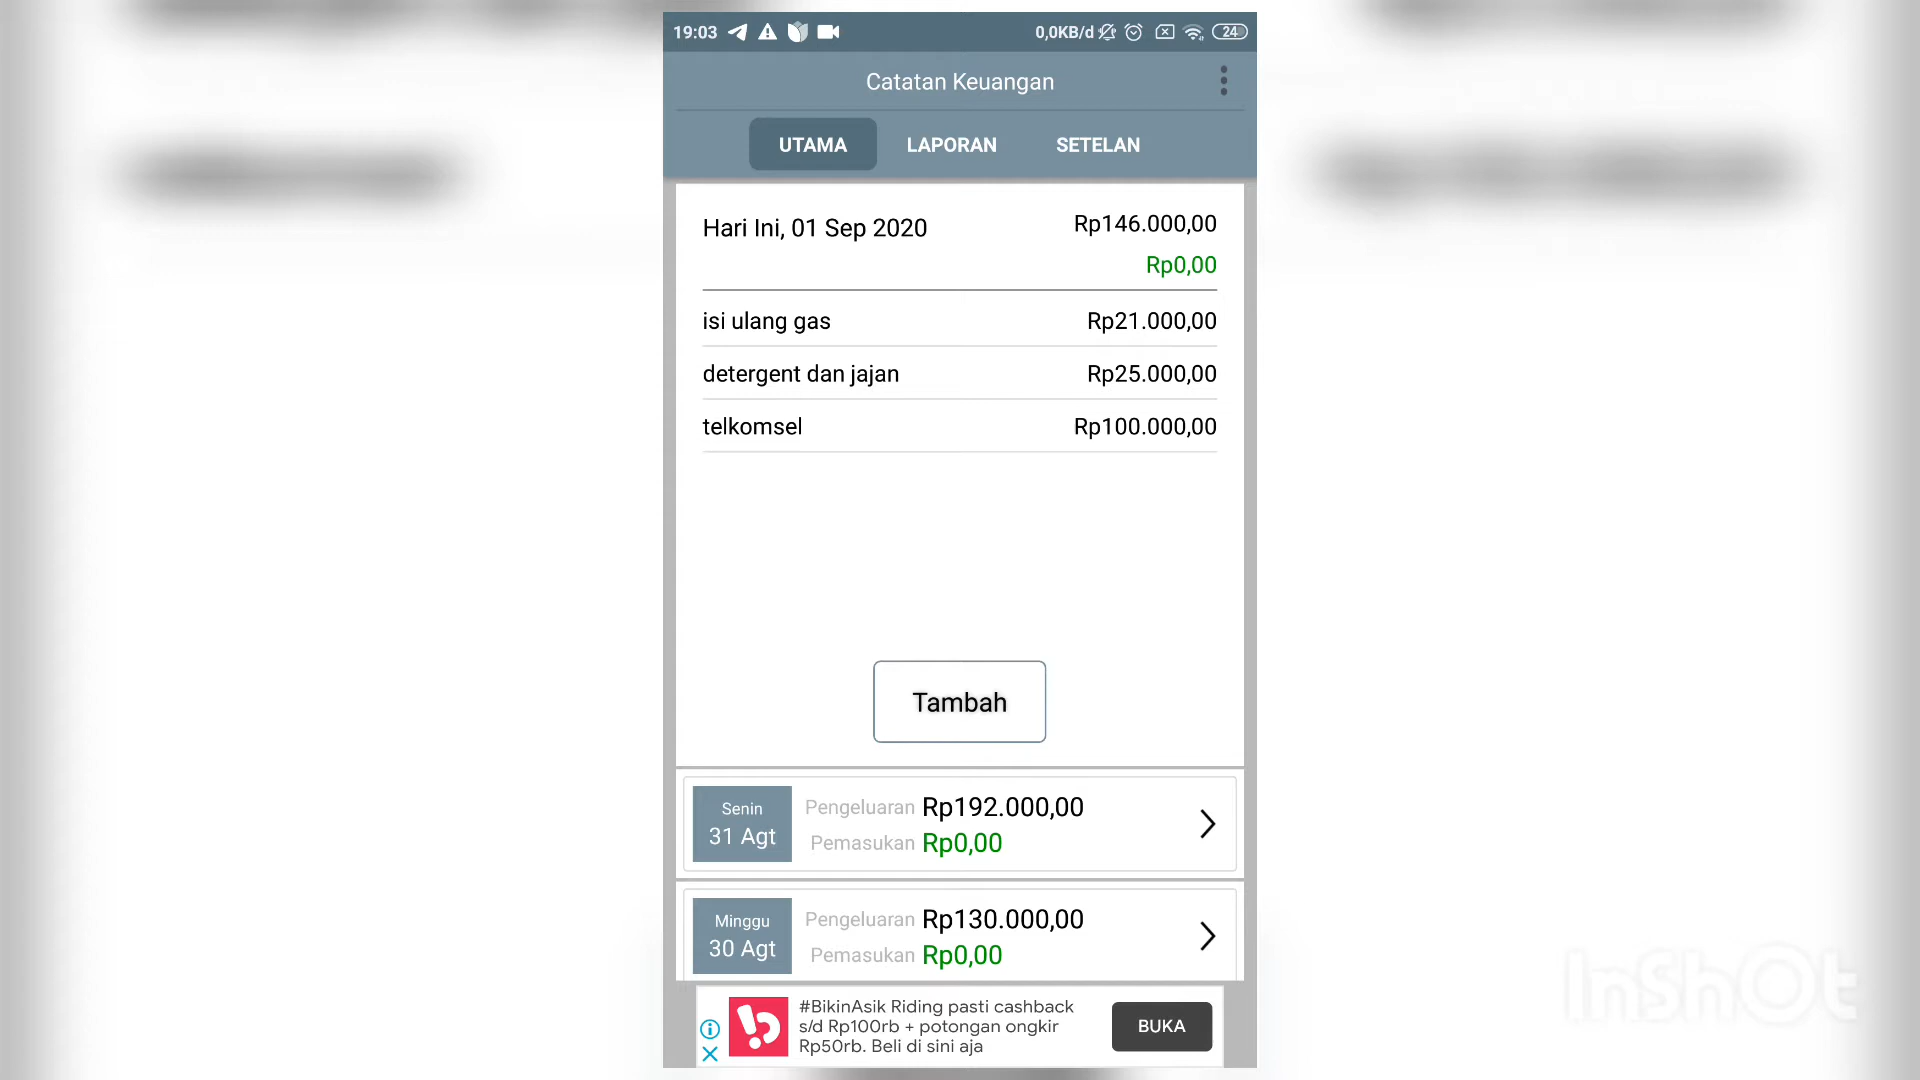 19:03 0,0KB/d 24
Catatan Keuangan
UTAMA LAPORAN SETELAN
Hari Ini, 01 Sep 2020 Rp146.000,00
Rp0,00
isi ulang gas Rp21.000,00
detergent dan jajan Rp25.000,00
telkomsel Rp100.000,00
Tambah
Senin
31 Agt
Pengeluaran Rp192.000,00
Pemasukan Rp0,00
Minggu
30 Agt
Pengeluaran Rp130.000,00
Pemasukan Rp0,00
#BikinAsik Riding pasti cashback
s/d Rp100rb + potongan ongkir
Rp50rb. Beli di sini aja
BUKA
InShOt